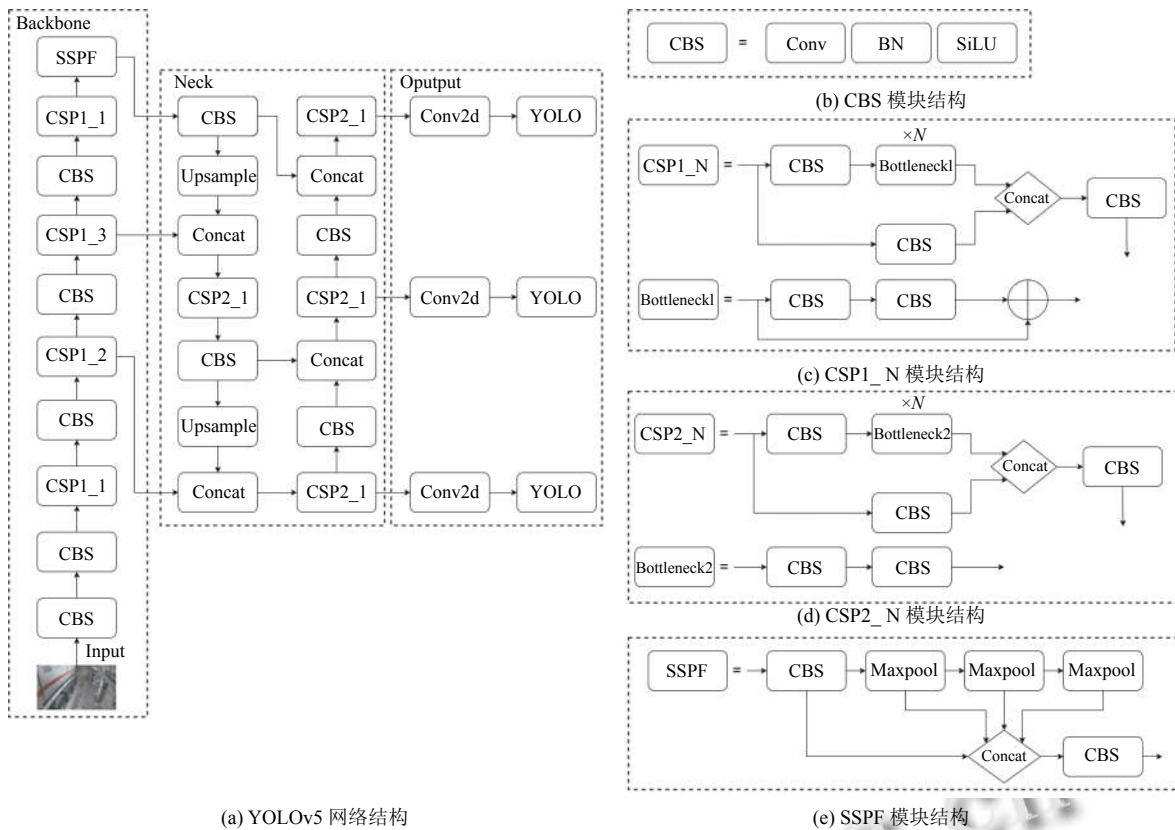 Backbone
SSPF
CSP1_1
CBS
CSP1_3
CBS
CSP1_2
CBS
CSP1_1
CBS
CBS
Input
Neck
CBS
Upsample
Concat
CSP2_1
CBS
Upsample
Concat
CSP2_1
Concat
CBS
CSP2_1
Concat
CBS
CSP2_1
Oputput
Conv2d
YOLO
Conv2d
YOLO
Conv2d
YOLO
(a) YOLOv5 网络结构
CBS = Conv BN SiLU
(b) CBS 模块结构
×N
CSP1_N = CBS Bottleneckl
Concat
CBS
CBS
Bottleneckl = CBS CBS
(c) CSP1_ N 模块结构
×N
CSP2_N = CBS Bottleneck2
Concat
CBS
CBS
Bottleneck2 = CBS CBS
(d) CSP2_ N 模块结构
SSPF = CBS Maxpool Maxpool Maxpool
Concat
CBS
(e) SSPF 模块结构